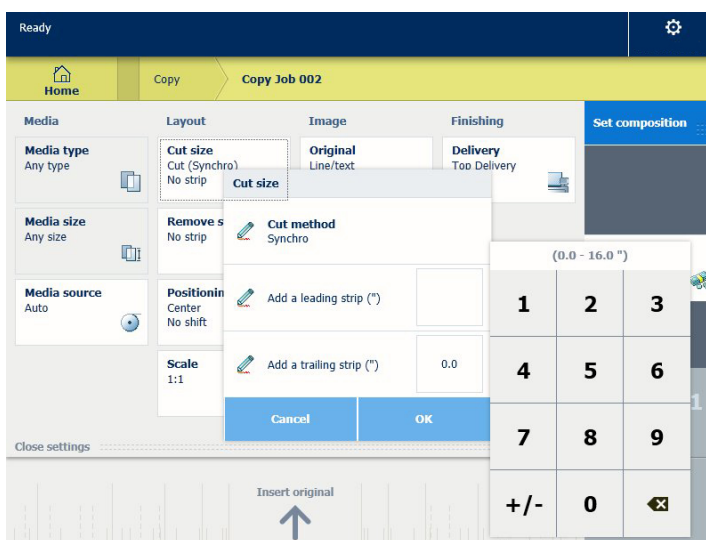 Ready
Home
Copy
Copy Job 002
Media
Layout
Image
Finishing
Set composition
Media type
Any type
Cut size
Cut (Synchro)
No strip
Original
Line/text
Delivery
Top Delivery
Cut size
Media size
Any size
Remove s
No strip
Cut method
Synchro
(0.0 - 16.0 ")
Media source
Auto
Positionin
Center
No shift
Add a leading strip (")
1 2 3
Scale
1:1
Add a trailing strip (")
0.0
4 5 6
1
Cancel
OK
7 8 9
Close settings
Insert original
+/- 0